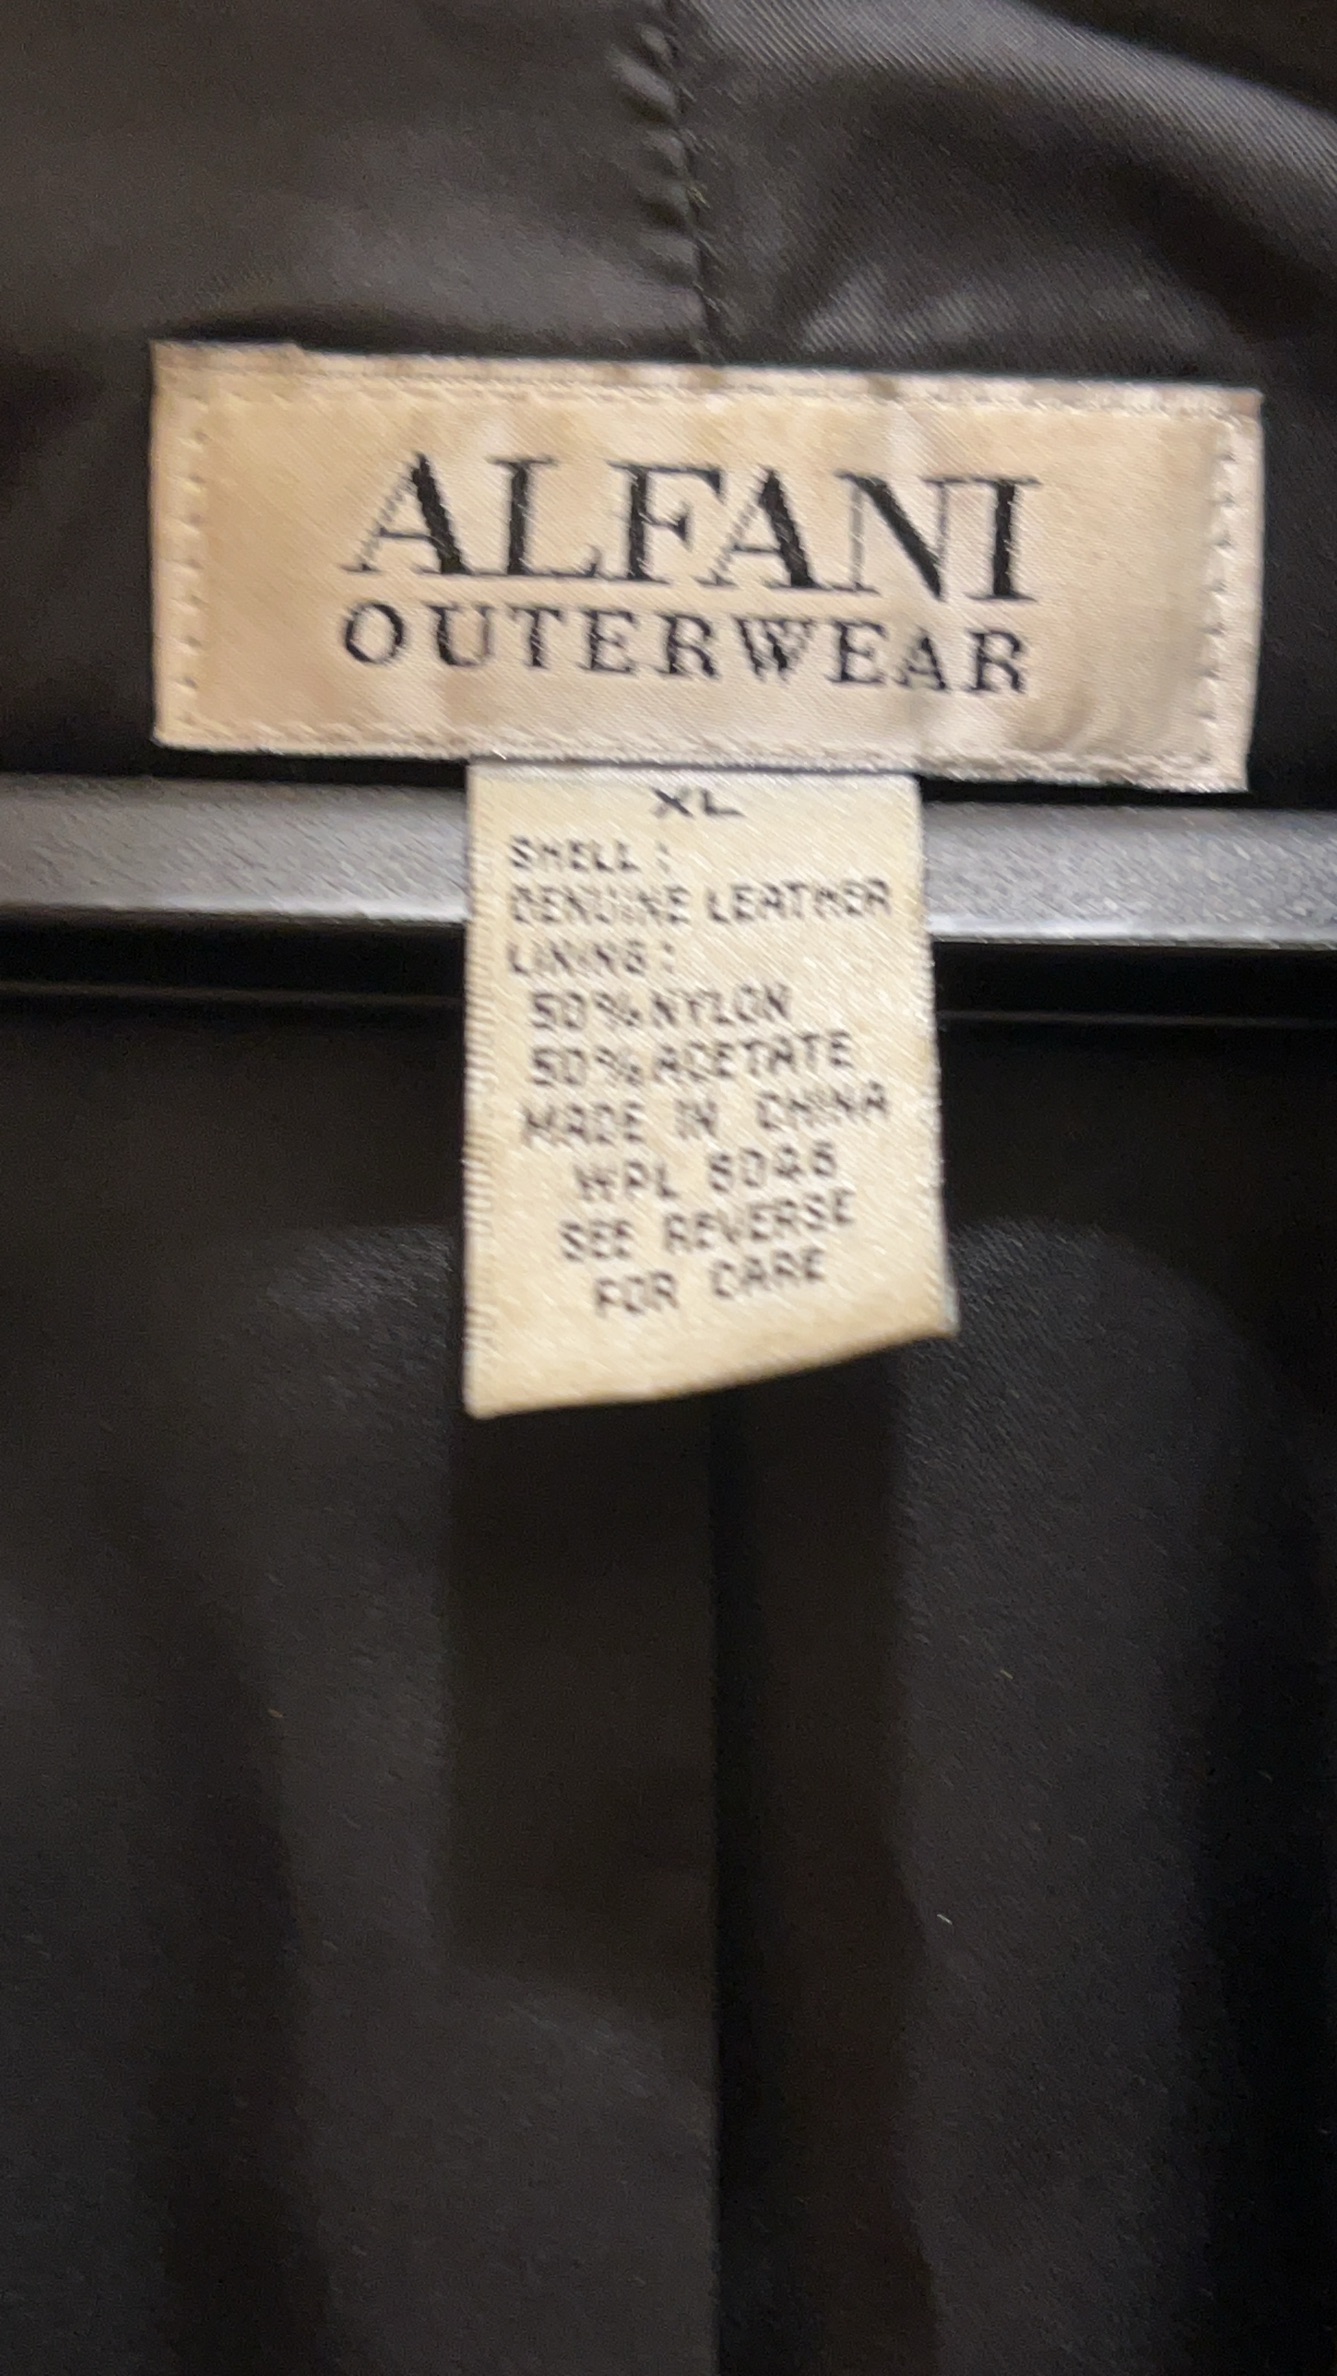 ALFANI
OUTERWEAR
XL
SHELL:
GENUINE LEATHER
LINING:
50% NYLON
50% ACETATE
MADE IN CHINA
WPL
SEE REVERSE
FOR CARE